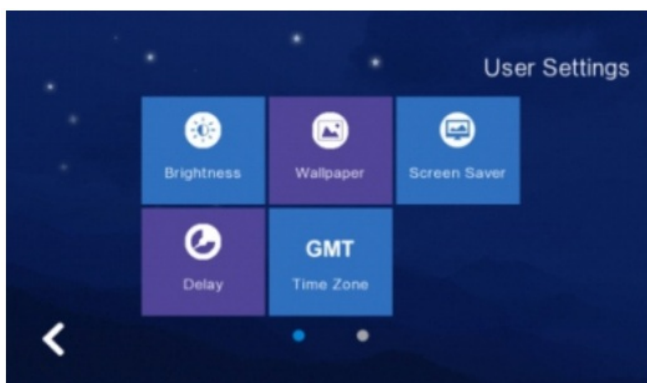 User Settings
Brightness
Wallpaper
Screen Saver
GMT
Delay
Time Zone